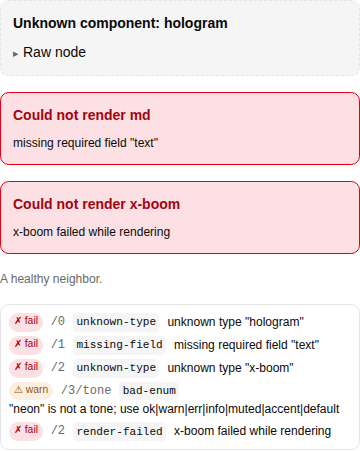 Unknown component: hologram
▸ Raw node
Could not render md
missing required field "text"
Could not render x-boom
x-boom failed while rendering
A healthy neighbor.
✗ fail /0 unknown-type unknown type "hologram"
✗ fail /1 missing-field missing required field "text"
✗ fail /2 unknown-type unknown type "x-boom"
⚠ warn /3/tone bad-enum
"neon" is not a tone; use ok|warn|err|info|muted|accent|default
✗ fail /2 render-failed x-boom failed while rendering